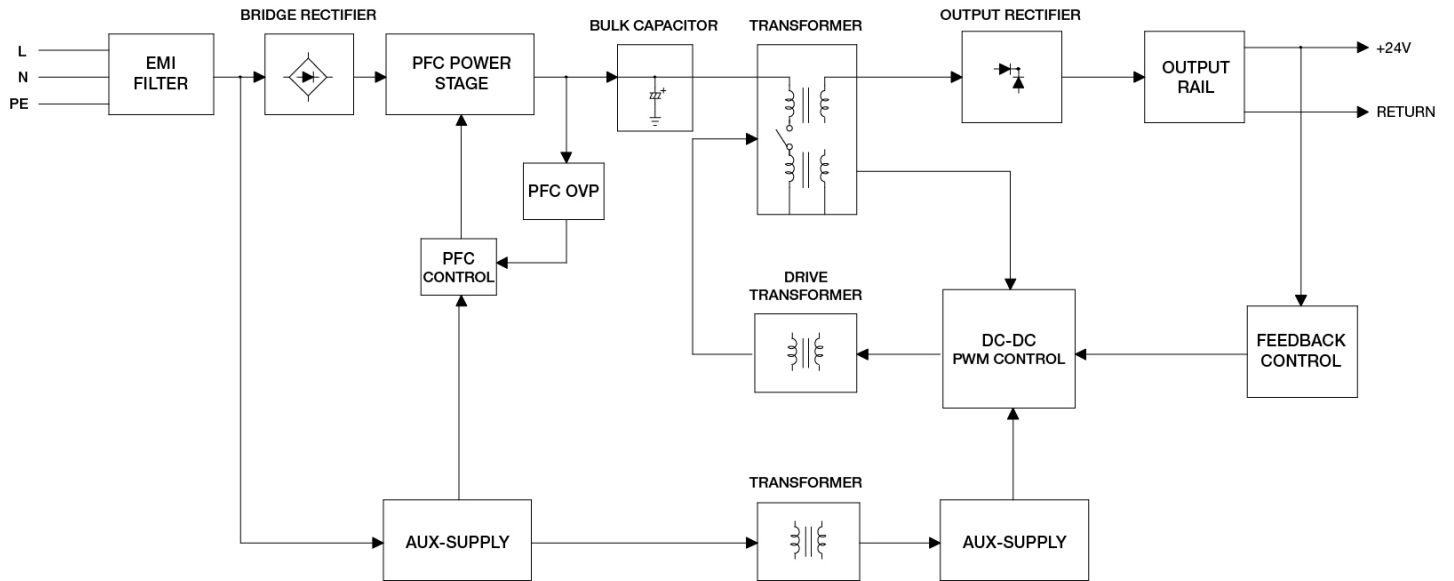 BRIDGE RECTIFIER
BULK CAPACITOR
TRANSFORMER
OUTPUT RECTIFIER
L
N
PE
EMI
FILTER
PFC POWER
STAGE
+
OUTPUT
RAIL
+24V
RETURN
PFC OVP
PFC
CONTROL
DRIVE
TRANSFORMER
DC-DC
PWM CONTROL
FEEDBACK
CONTROL
TRANSFORMER
AUX-SUPPLY
AUX-SUPPLY